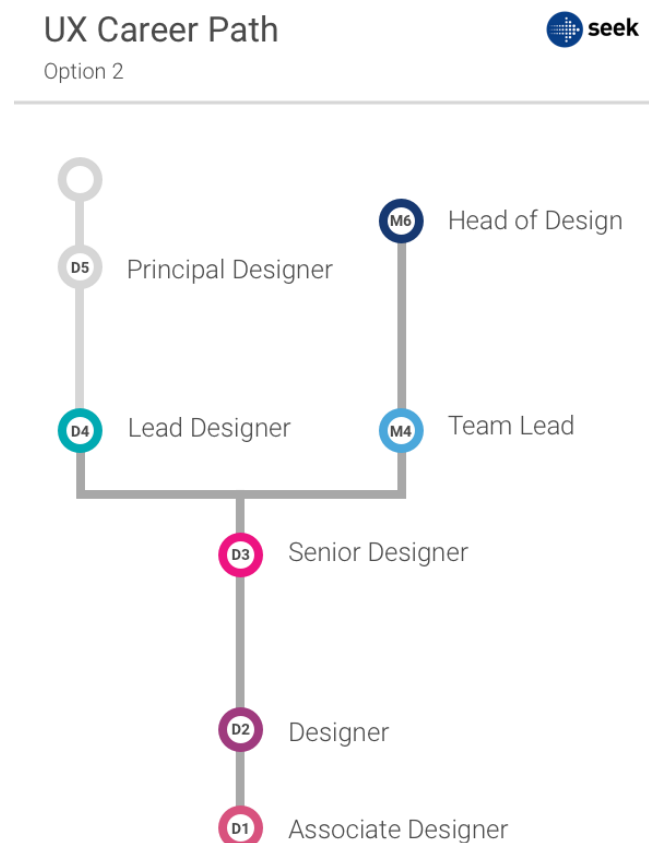 UX Career Path
seek
Option 2
M6 Head of Design
D5 Principal Designer
D4 Lead Designer
M4 Team Lead
D3 Senior Designer
D2 Designer
D1 Associate Designer